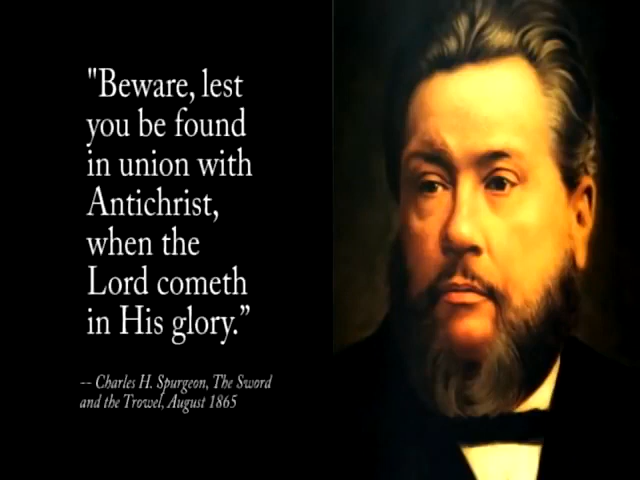 "Beware, lest
you be found
in union with
Antichrist,
when the
Lord cometh
in His glory.”
-- Charles H. Spurgeon, The Sword
and the Trowel, August 1865